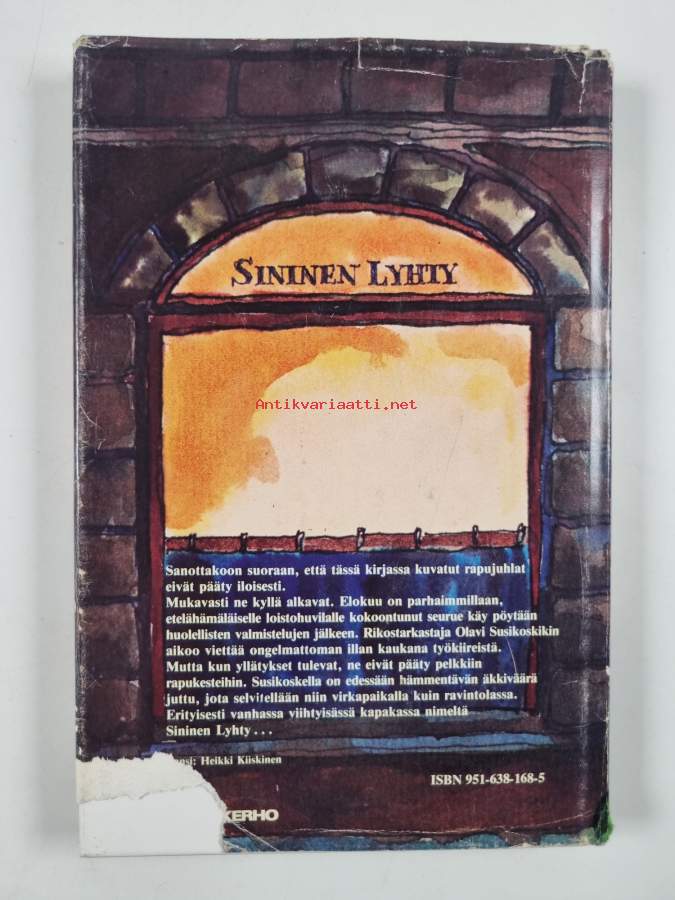 SININEN LYHTY
Antikvariaatti.net
Sanottakoon suoraan, että tässä kirjassa kuvatut rapujuhlat
eivät pääty iloisesti.
Mukavasti ne kyllä alkavat. Elokuu on parhaimmillaan,
etelähämäläiselle loistohuvilalle kokoontunut seurue käy pöytään
huolellisten valmistelujen jälkeen. Rikostarkastaja Olavi Susikoskikin
aikoo viettää ongelmattoman illan kaukana työkiireistä.
Mutta kun yllätykset tulevat, ne eivät pääty pelkkiin
rapukesteihin. Susikoskella on edessään hämmentävän äkkiväärä
juttu, jota selvitellään niin virkapaikalla kuin ravintolassa.
Erityisesti vanhassa viihtyisässä kapakassa nimeltä
Sininen Lyhty...
Heikki Kiiskinen
ISBN 951-638-168-5
KERHO